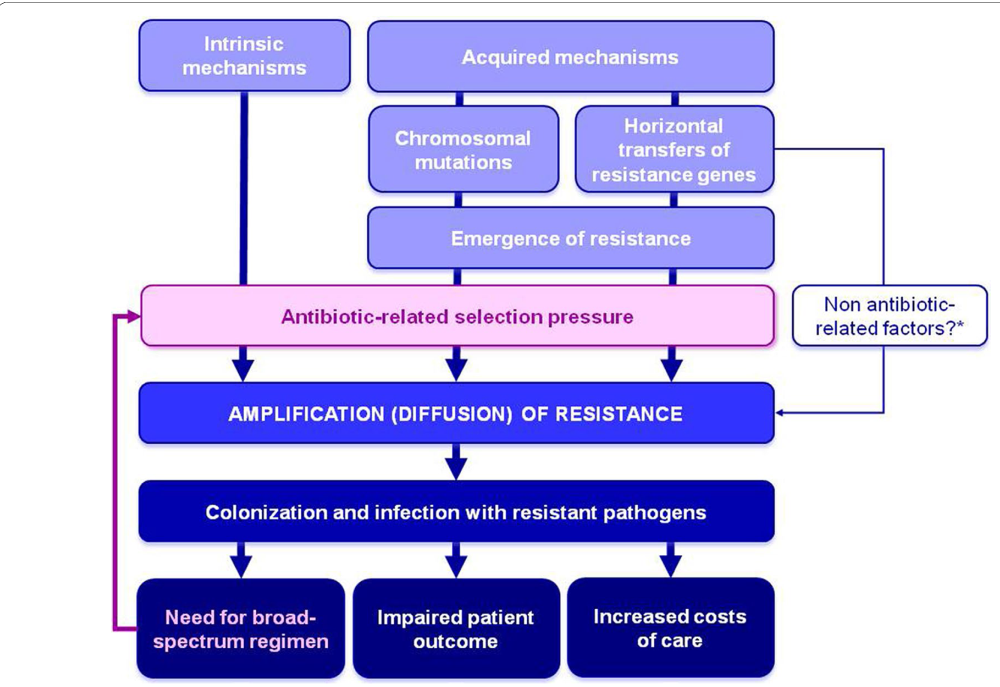 Intrinsic
mechanisms
Acquired mechanisms
Chromosomal
mutations
Horizontal
transfers of
resistance genes
Emergence of resistance
Antibiotic-related selection pressure
Non antibiotic-
related factors?*
AMPLIFICATION (DIFFUSION) OF RESISTANCE
Colonization and infection with resistant pathogens
Need for broad-
spectrum regimen
Impaired patient
outcome
Increased costs
of care